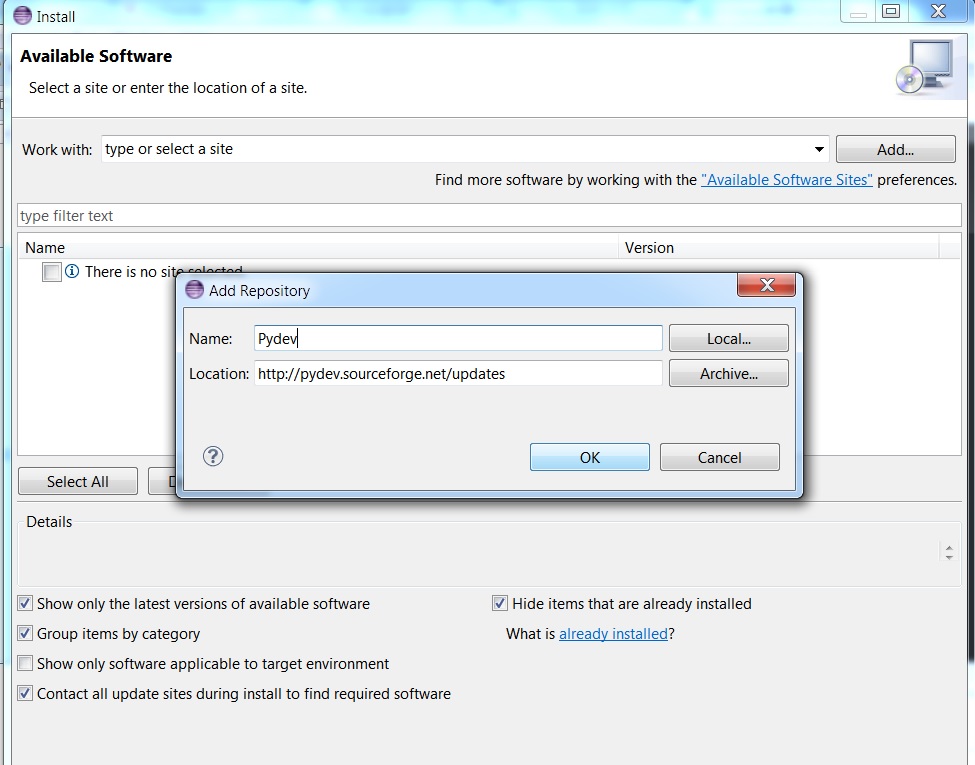 Install
Available Software
Select a site or enter the location of a site.
Work with: type or select a site Add...
Find more software by working with the "Available Software Sites" preferences.
type filter text
Name Version
There is no site selected.
Add Repository
Name: Pydev Local...
Location: http://pydev.sourceforge.net/updates Archive...
OK Cancel
Select All
Details
Show only the latest versions of available software Hide items that are already installed
Group items by category What is already installed?
Show only software applicable to target environment
Contact all update sites during install to find required software